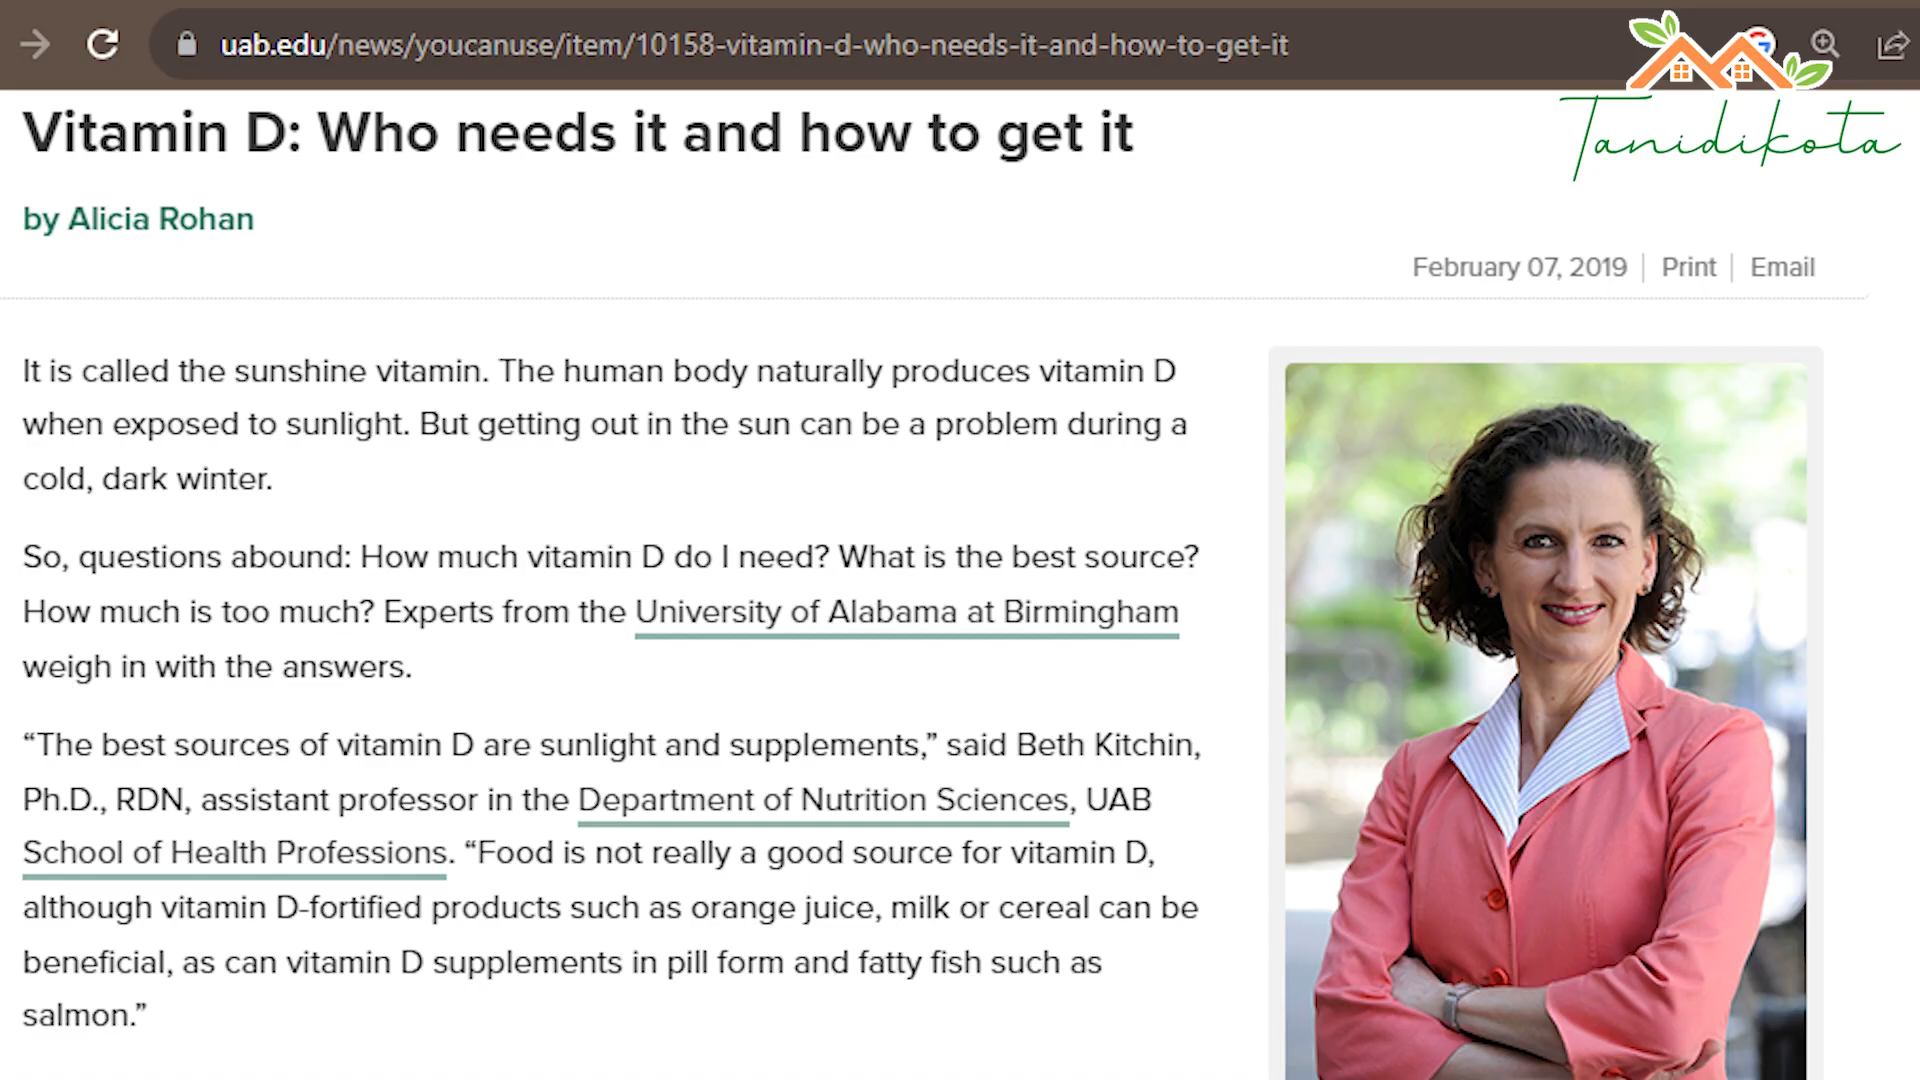 uab.edu/news/youcanuse/item/10158-vitamin-d-who-needs-it-and-how-to-get-it
Tanidikota
Vitamin D: Who needs it and how to get it
by Alicia Rohan
February 07, 2019 | Print | Email
It is called the sunshine vitamin. The human body naturally produces vitamin D
when exposed to sunlight. But getting out in the sun can be a problem during a
cold, dark winter.
So, questions abound: How much vitamin D do I need? What is the best source?
How much is too much? Experts from the University of Alabama at Birmingham
weigh in with the answers.
“The best sources of vitamin D are sunlight and supplements,” said Beth Kitchin,
Ph.D., RDN, assistant professor in the Department of Nutrition Sciences, UAB
School of Health Professions. “Food is not really a good source for vitamin D,
although vitamin D-fortified products such as orange juice, milk or cereal can be
beneficial, as can vitamin D supplements in pill form and fatty fish such as
salmon.”